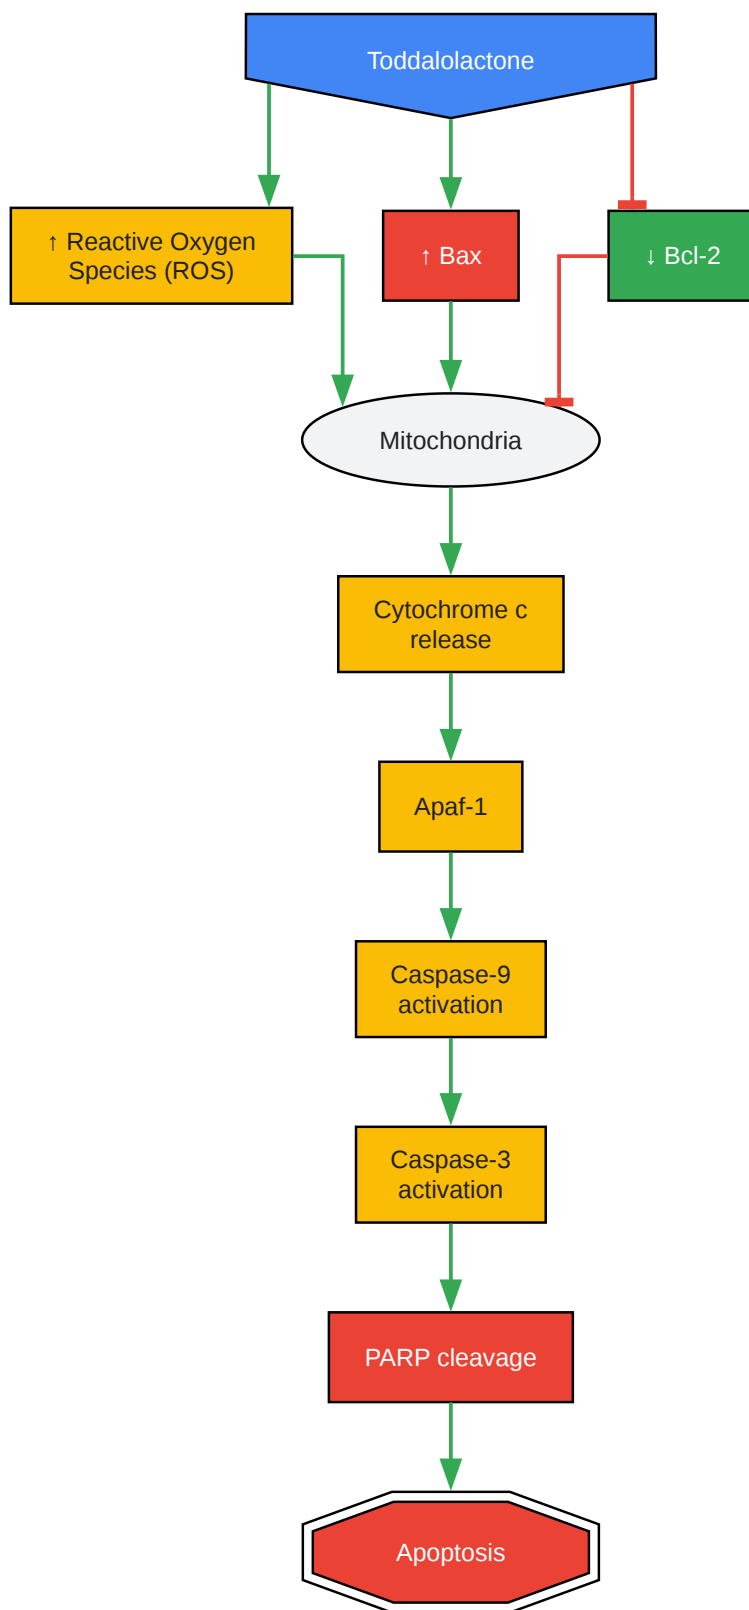 Toddalolactone
↑ Reactive Oxygen
Species (ROS)
↑ Bax
↓ Bcl-2
Mitochondria
Cytochrome c
release
Apaf-1
Caspase-9
activation
Caspase-3
activation
PARP cleavage
Apoptosis